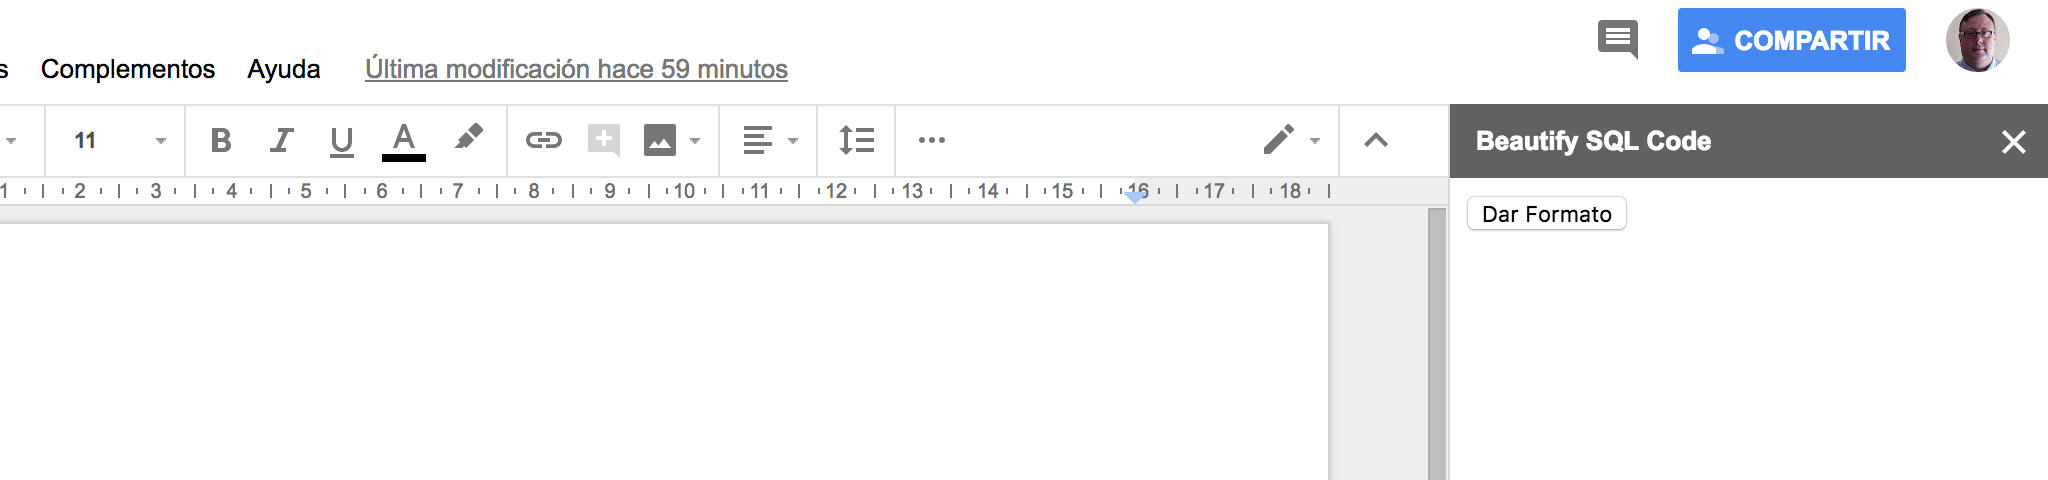 COMPARTIR
s Complementos Ayuda Última modificación hace 59 minutos
11 B I U A
Beautify SQL Code
1 2 3 4 5 6 7 8 9 10 11 12 13 14 15 16 17 18
Dar Formato